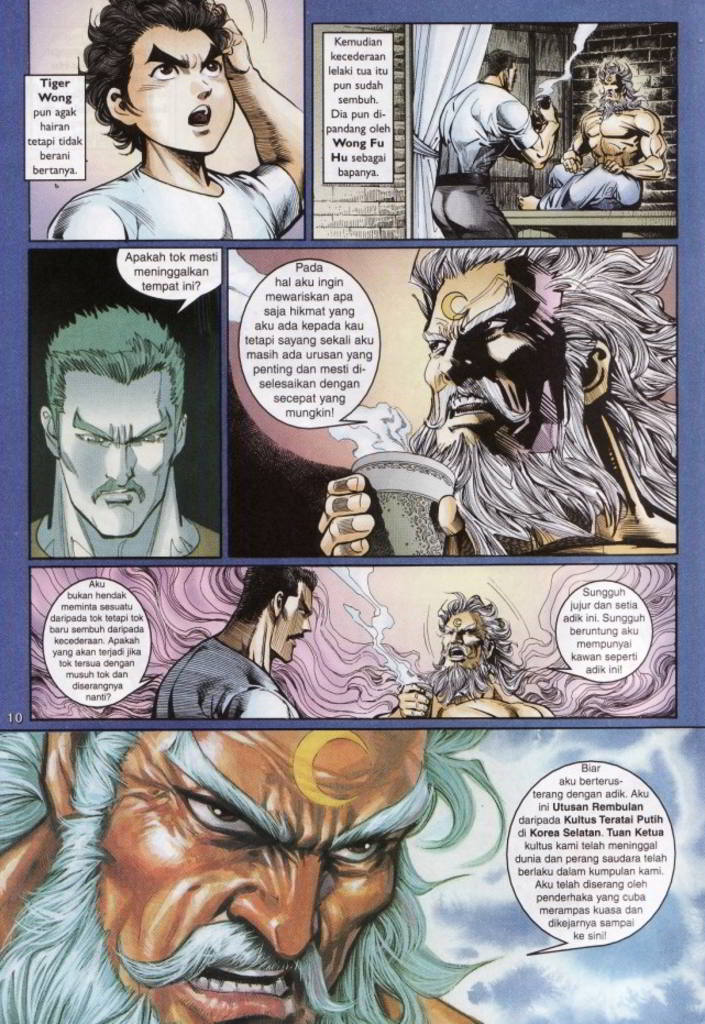 Tiger
Wong
pun agak
hairan
tetapi tidak
berani
bertanya.
Kemudian
kecederaan
lelaki tua itu
pun sudah
sembuh.
Dia pun di-
pandang oleh
Wong Fu
Hu sebagai
bapanya.
Apakah tok mesti
meninggalkan
tempat ini?
Pada
hal aku ingin
mewariskan apa
saja hikmat yang
aku ada kepada kau
tetapi sayang sekali aku
masih ada urusan yang
penting dan mesti di-
selesaikan dengan
secepat yang
mungkin!
Aku
bukan hendak
meminta sesuatu
daripada tok tetapi tok
baru sembuh daripada
kecederaan. Apakah
yang akan terjadi jika
tok tersua dengan
musuh tok dan
diserangnya
nanti?
Sungguh
jujur dan setia
adik ini. Sungguh
beruntung aku
mempunyai
kawan seperti
adik ini!
10
Biar
aku berterus-
terang dengan adik. Aku
ini Utusan Rembulan
daripada Kultus Teratai Putih
di Korea Selatan. Tuan Ketua
kultus kami telah meninggal
dunia dan perang saudara telah
berlaku dalam kumpulan kami.
Aku telah diserang oleh
penderhaka yang cuba
merampas kuasa dan
dikejarnya sampai
ke sini!